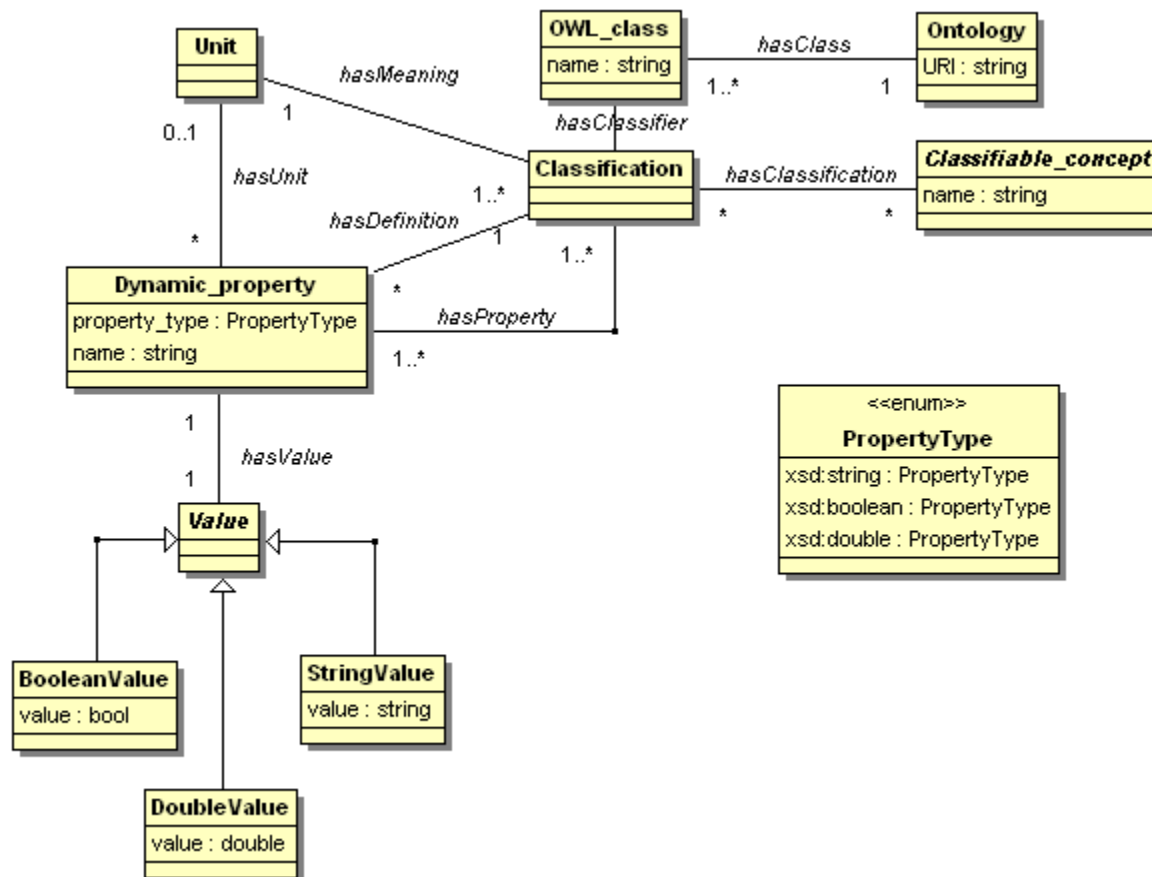 Unit
OWL_class
name : string
hasClass
1..*
1
Ontology
URI : string
hasMeaning
1
0..1
hasClassifier
Classification
hasClassification
*
*
Classifiable_concept
name : string
hasUnit
1..*
hasDefinition
1
*
1..*
Dynamic_property
property_type : PropertyType
name : string
*
hasProperty
1..*
1
hasValue
1
<<enum>>
PropertyType
xsd:string : PropertyType
xsd:boolean : PropertyType
xsd:double : PropertyType
Value
BooleanValue
value : bool
StringValue
value : string
DoubleValue
value : double